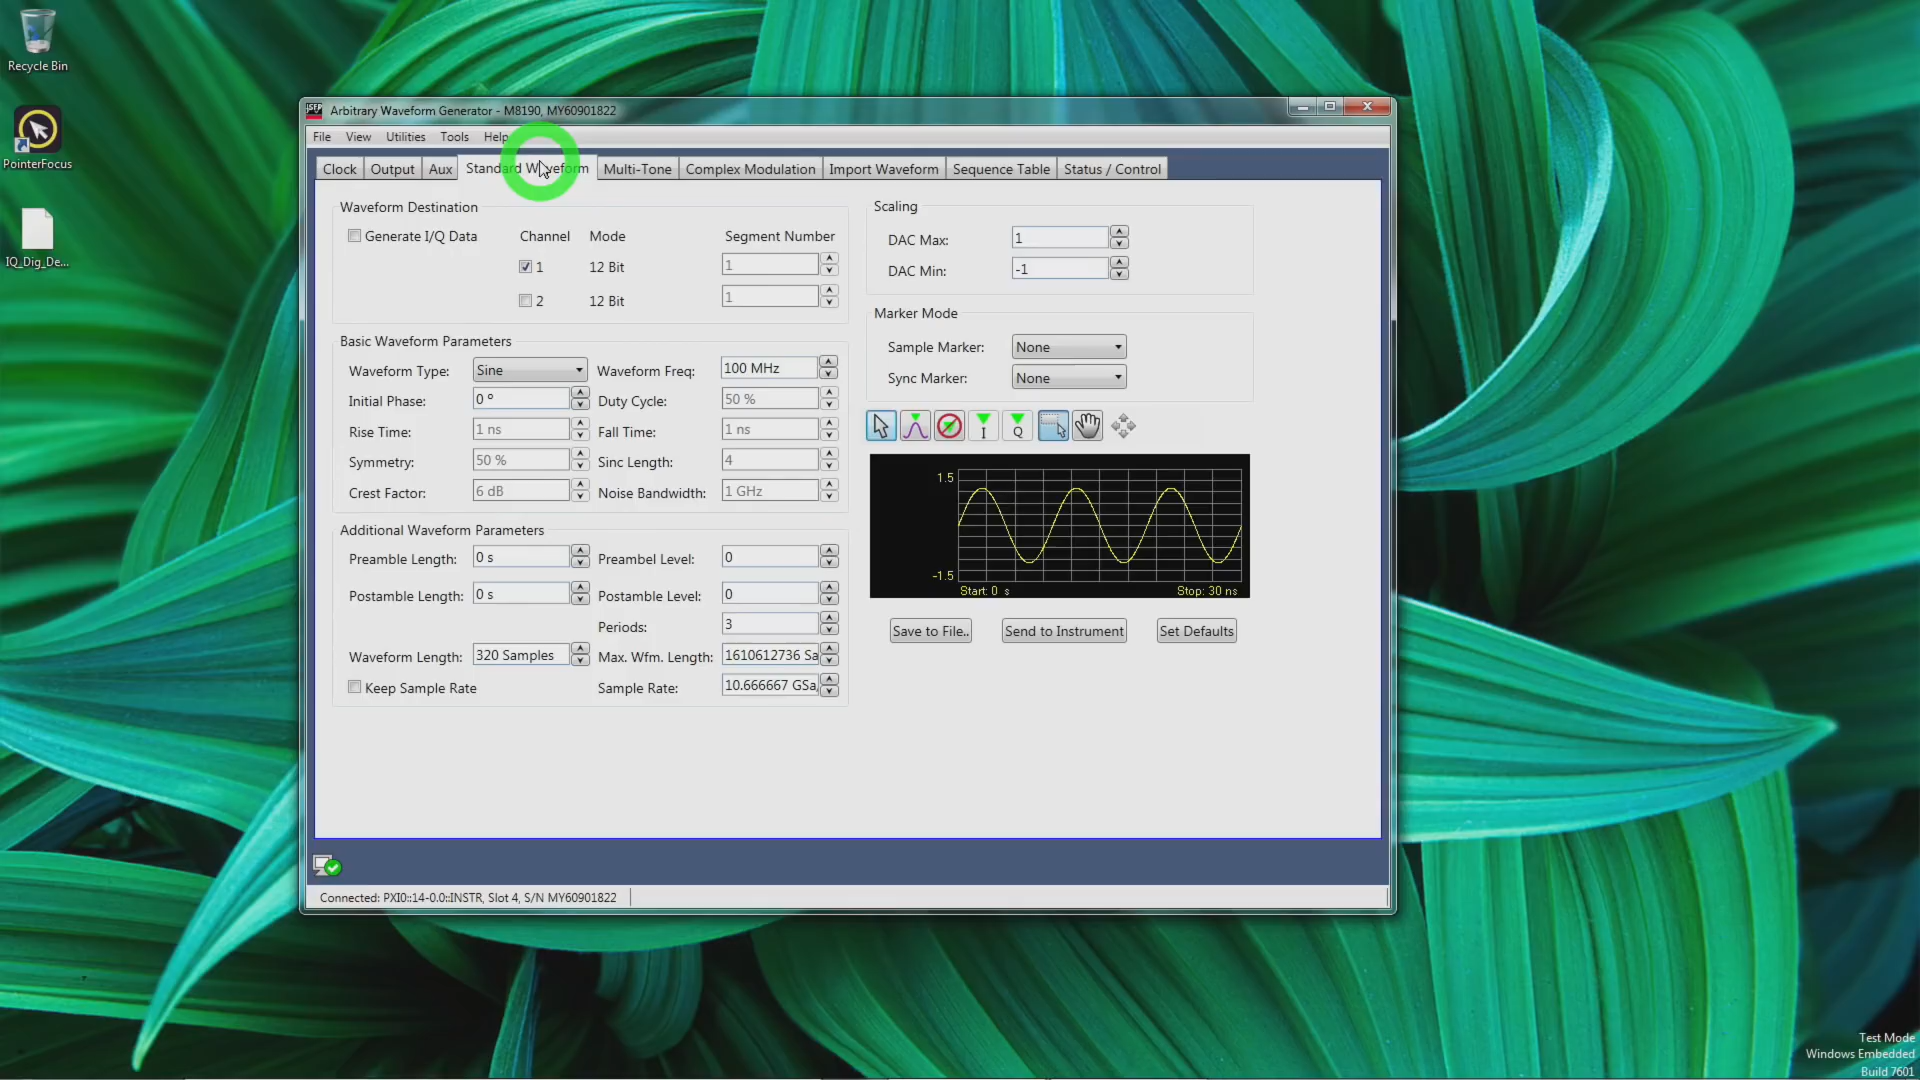 Recycle Bin
PointerFocus
IQ_Dig_De...
Arbitrary Waveform Generator - M8190, MY60901822
File View Utilities Tools Help
Clock Output Aux Standard Waveform Multi-Tone Complex Modulation Import Waveform Sequence Table Status / Control
Waveform Destination
Generate I/Q Data Channel Mode Segment Number
1 12 Bit 1
2 12 Bit 1
Basic Waveform Parameters
Waveform Type: Sine Waveform Freq: 100 MHz
Initial Phase: 0 º Duty Cycle: 50 %
Rise Time: 1 ns Fall Time: 1 ns
Symmetry: 50 % Sinc Length: 4
Crest Factor: 6 dB Noise Bandwidth: 1 GHz
Additional Waveform Parameters
Preamble Length: 0 s Preambel Level: 0
Postamble Length: 0 s Postamble Level: 0
Periods: 3
Waveform Length: 320 Samples Max. Wfm. Length: 1610612736 Sa
Keep Sample Rate Sample Rate: 10.666667 GSa
Scaling
DAC Max: 1
DAC Min: -1
Marker Mode
Sample Marker: None
Sync Marker: None
I Q
1.5
-1.5
Start: 0 s Stop: 30 ns
Save to File.. Send to Instrument Set Defaults
Connected: PXI0::14-0.0::INSTR, Slot 4, S/N MY60901822
Test Mode
Windows Embedded
Build 7601